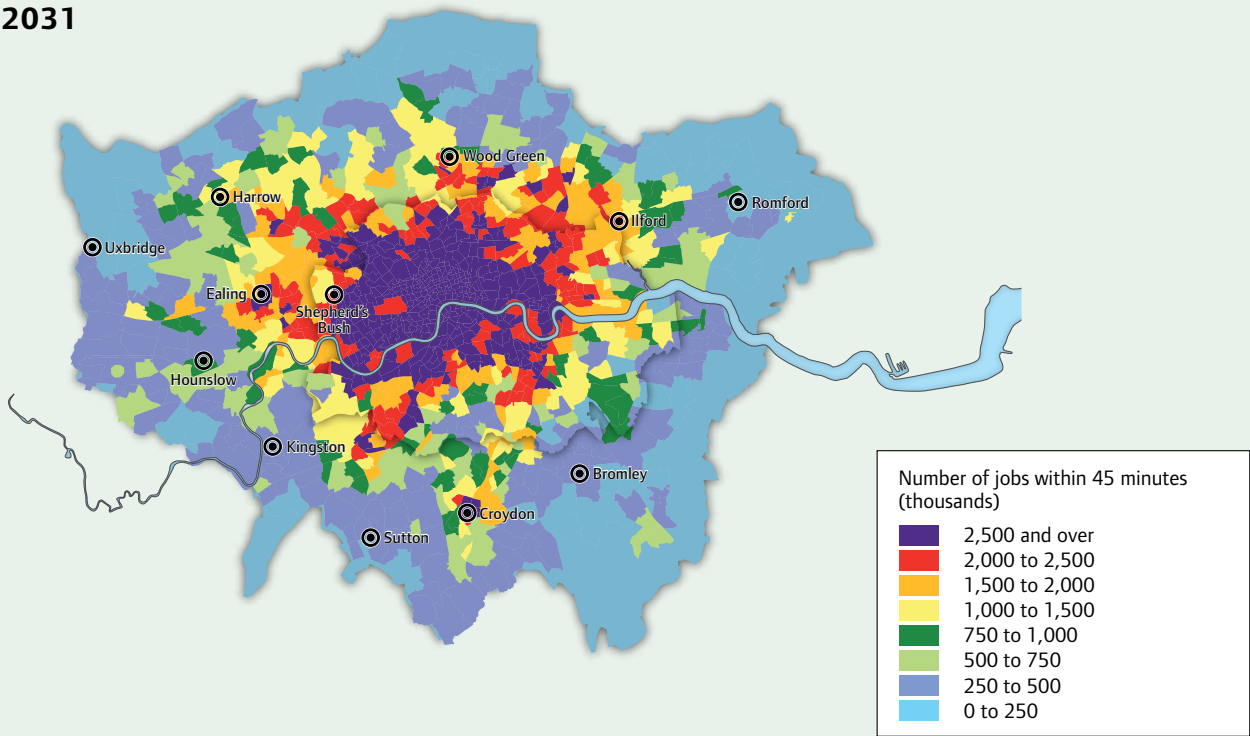 2031
Wood Green
Harrow
Romford
Ilford
Uxbridge
Ealing
Shepherd's
Bush
Hounslow
Kingston
Bromley
Croydon
Sutton
Number of jobs within 45 minutes
(thousands)
2,500 and over
2,000 to 2,500
1,500 to 2,000
1,000 to 1,500
750 to 1,000
500 to 750
250 to 500
0 to 250